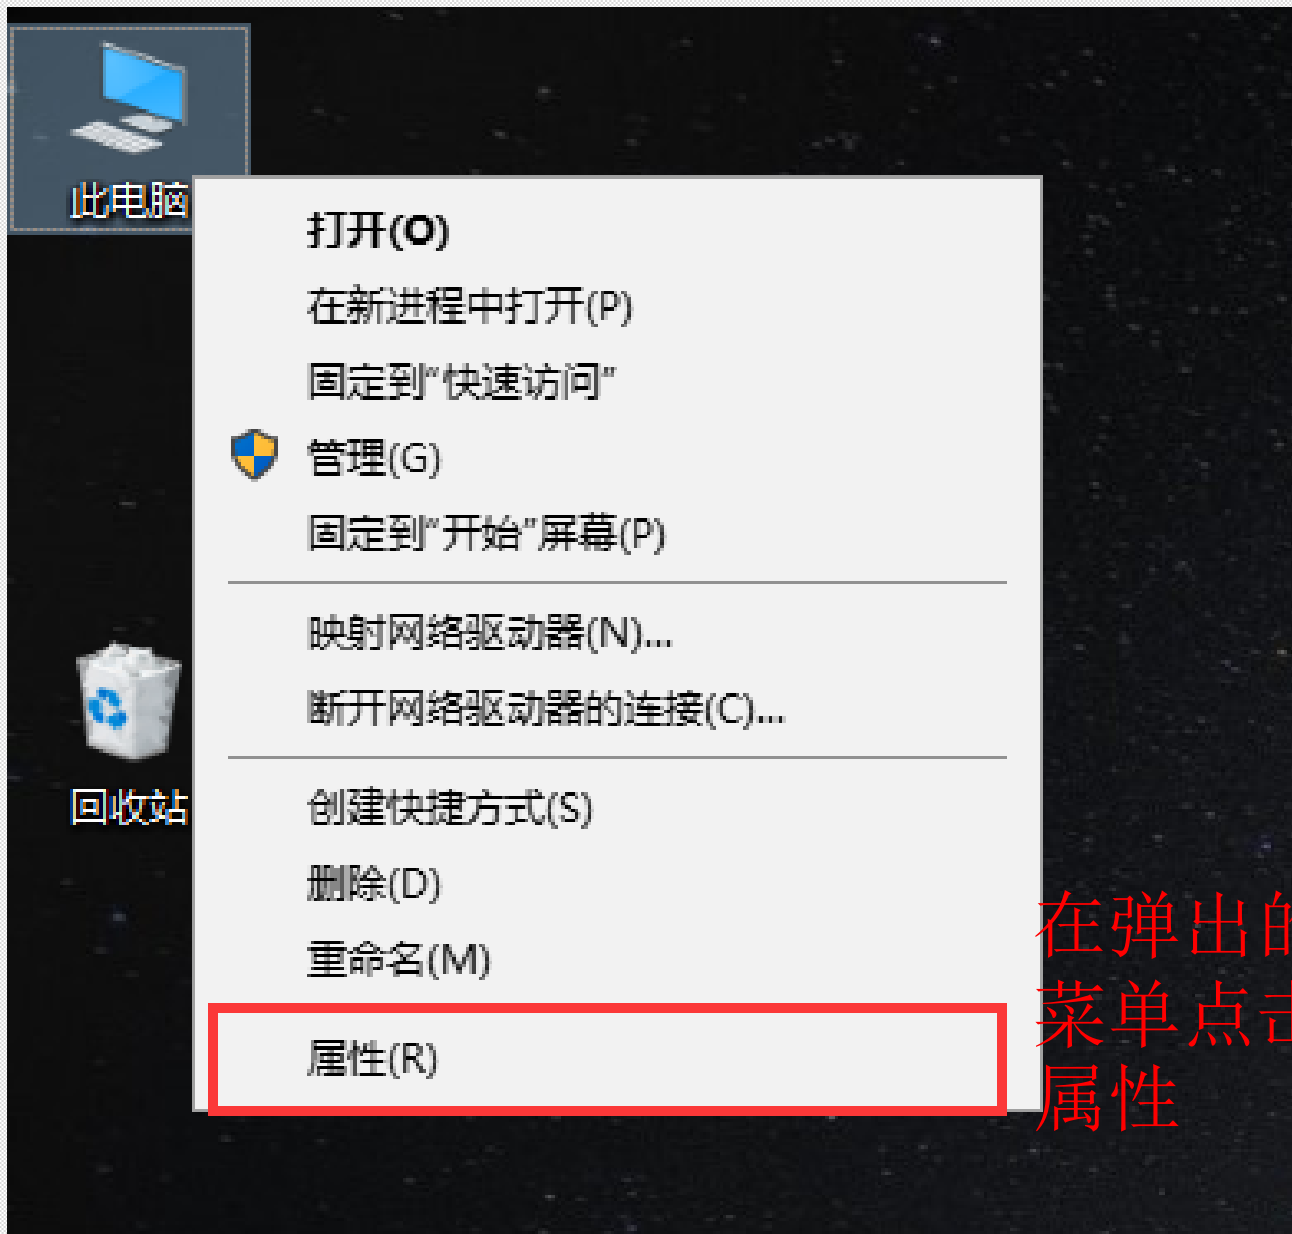 此电脑
打开(O)
在新进程中打开(P)
固定到"快速访问"
管理(G)
固定到"开始"屏幕(P)
映射网络驱动器(N)...
断开网络驱动器的连接(C)...
回收站
创建快捷方式(S)
删除(D)
重命名(M)
属性(R)
在弹出的
菜单点击
属性